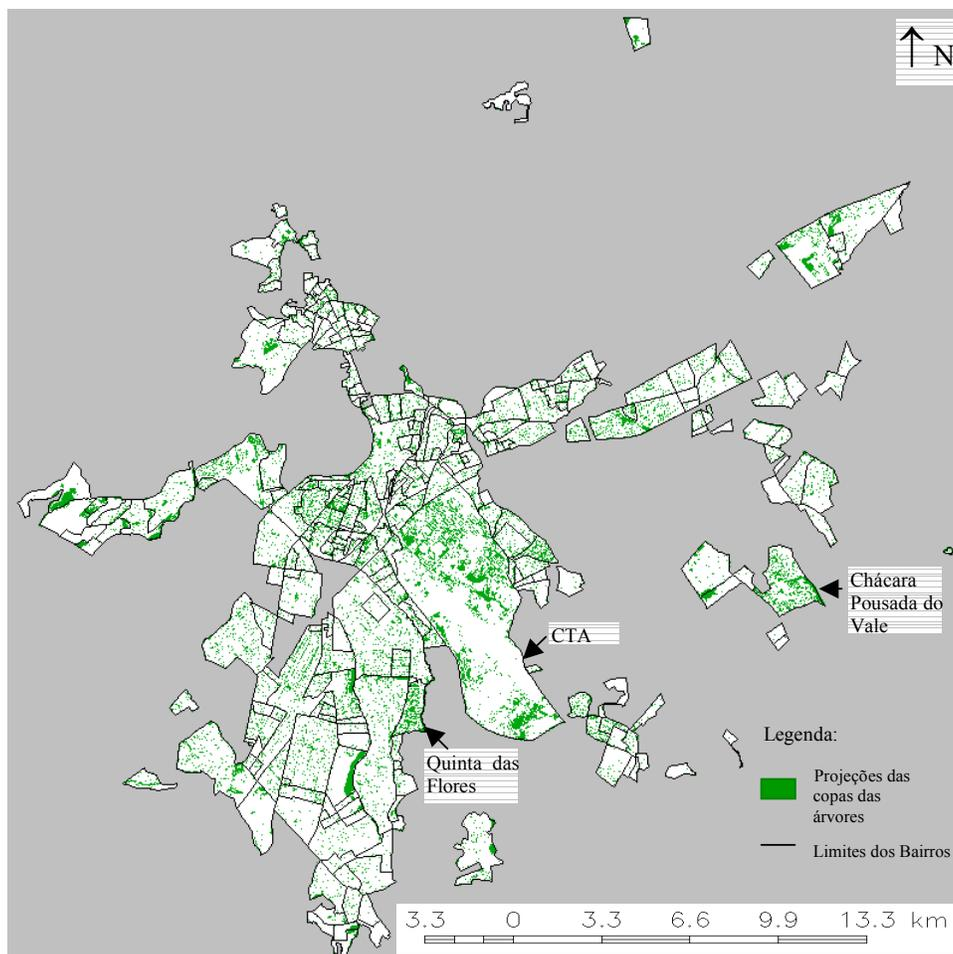 N
Chácara
Pousada do
Vale
CTA
Quinta das
Flores
Legenda:
Projeções das
copas das
árvores
Limites dos Bairros
3.3 0 3.3 6.6 9.9 13.3 km